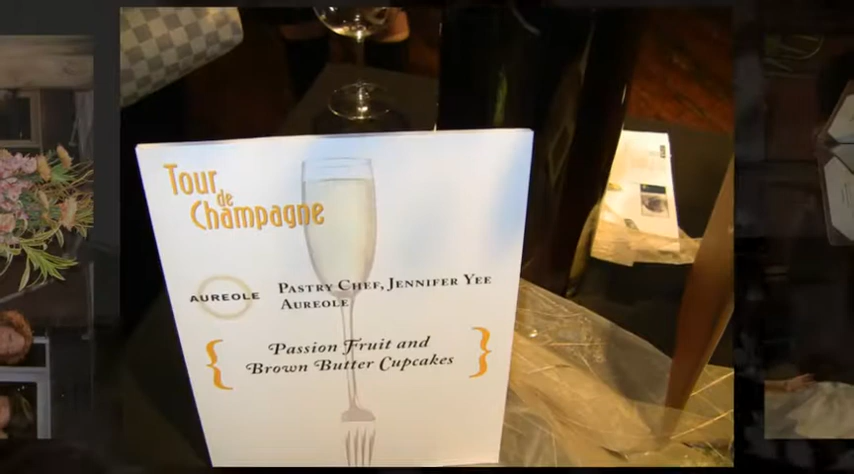 Tour
de
Champagne
AUREOLE
Pastry Chef, Jennifer Yee
Aureole
Passion Fruit and
Brown Butter Cupcakes